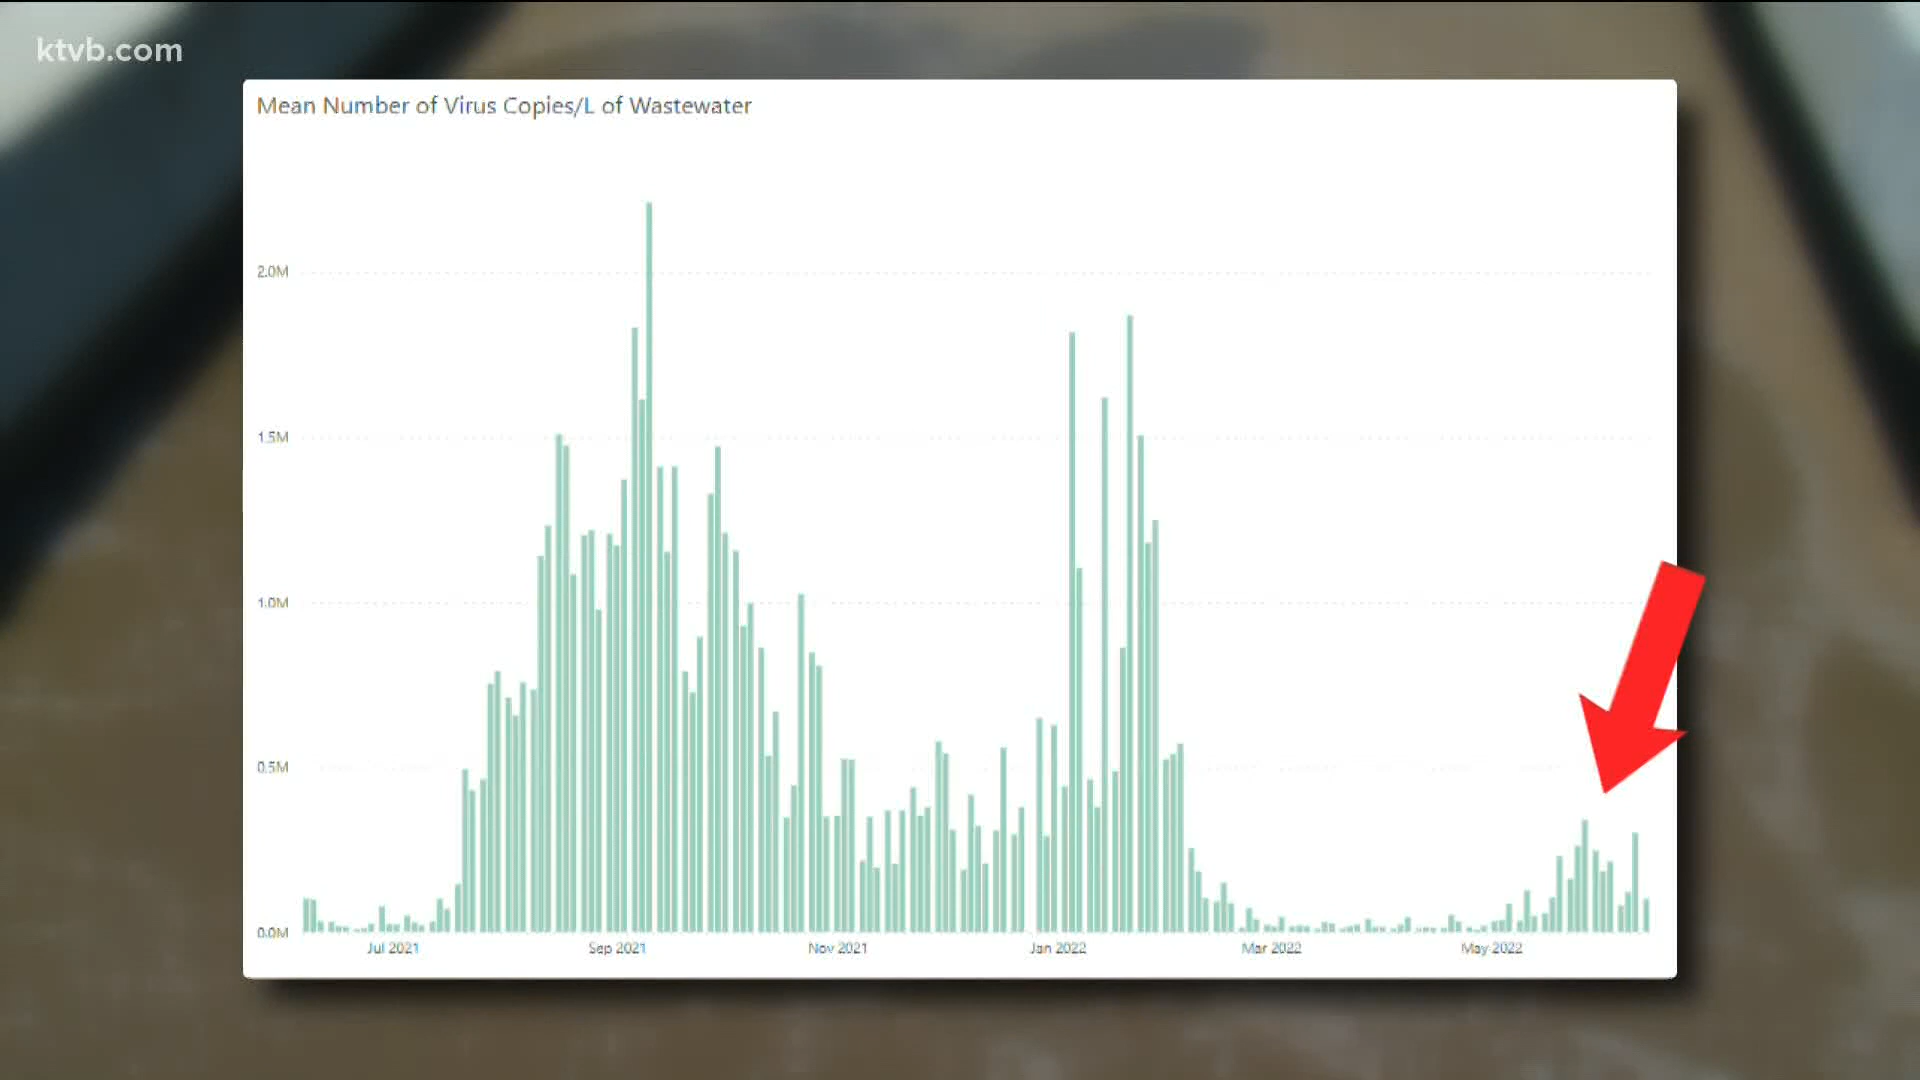 ktvb.com
Mean Number of Virus Copies/L of Wastewater
2.0M
1.5M
1.0M
0.5M
0.0M
Jul 2021 Sep 2021 Nov 2021 Jan 2022 Mar 2022 May 2022